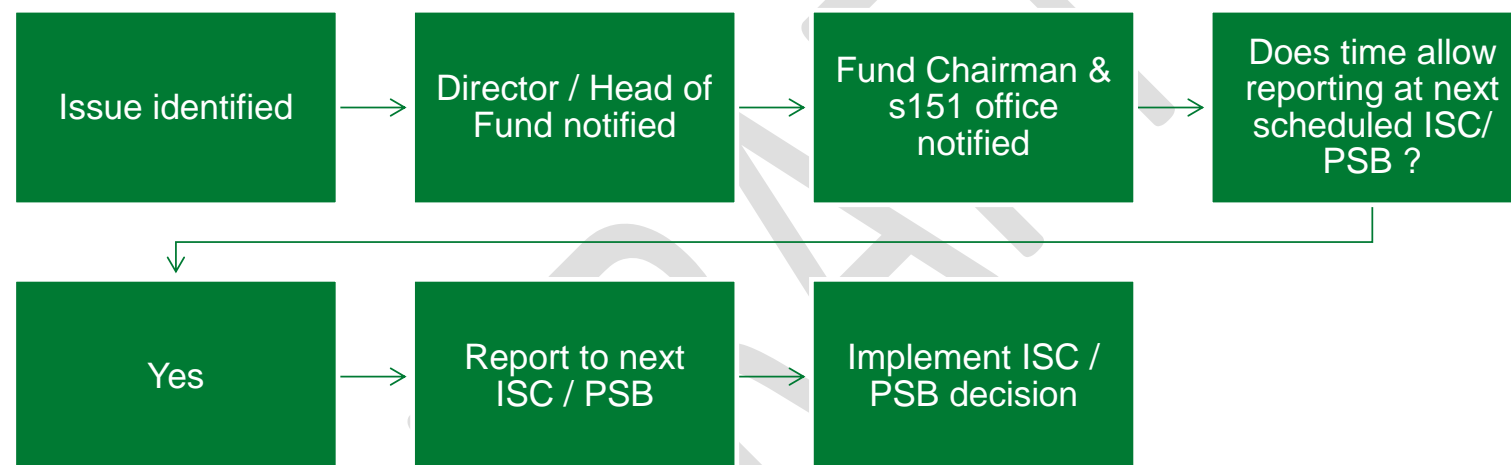 Issue identified
Director / Head of
Fund notified
Fund Chairman &
s151 office
notified
Does time allow
reporting at next
scheduled ISC/
PSB ?
Yes
Report to next
ISC / PSB
Implement ISC /
PSB decision